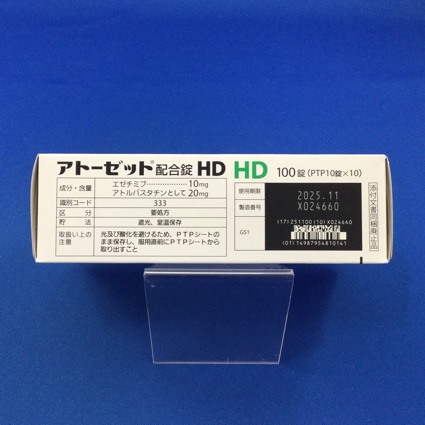 アトーゼット®配合錠 HD HD 100錠 (PTP10錠×10)
成分・含量 エゼチミブ………………10mg
アトルバスタチンとして20mg
識別コード 333
区分 要処方
貯法 遮光、室温保存
取扱い上の注意 光及び酸化を避けるため、PTPシートの
まま保存し、服用直前にPTPシートから
取り出すこと
使用期限 2025.11
製造番号 X024660
GS1
(17)251100(10)X024660
(01)14987954810141
添付文書同梱廃止品